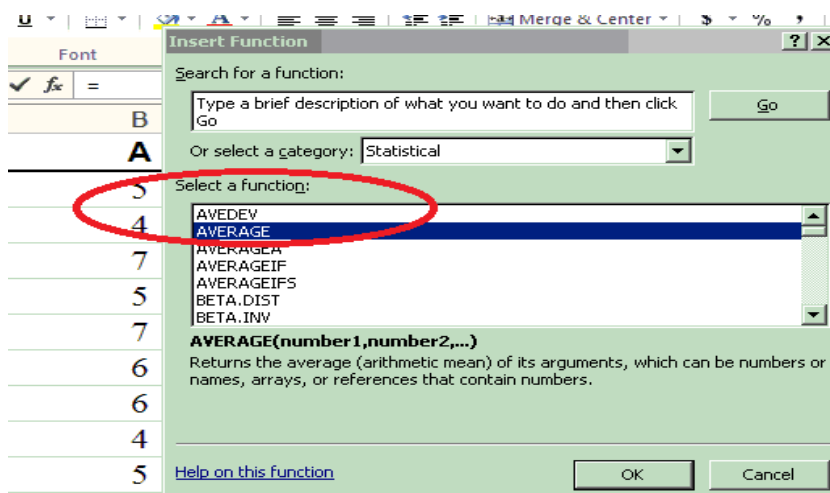 U A Merge & Center $ % ,
Font
Insert Function
? X
Search for a function:
fx =
Type a brief description of what you want to do and then click
Go
Go
B
A
Or select a category: Statistical
5
Select a function:
4
AVEDEV
AVERAGE
AVERAGEA
7
AVERAGEIF
AVERAGEIFS
5
BETA.DIST
BETA.INV
7
AVERAGE(number1,number2,...)
6
Returns the average (arithmetic mean) of its arguments, which can be numbers or
names, arrays, or references that contain numbers.
6
4
5
Help on this function
OK
Cancel